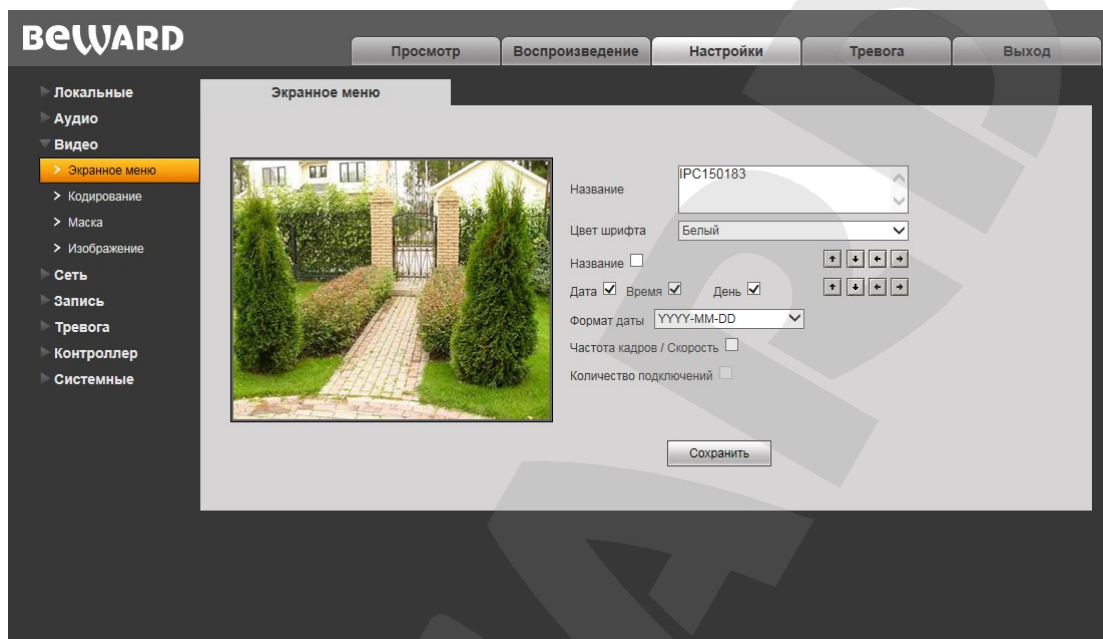 BEWARD
Просмотр Воспроизведение Настройки Тревога Выход
Локальные
Аудио
Видео
> Экранное меню
> Кодирование
> Маска
> Изображение
Сеть
Запись
Тревога
Контроллер
Системные
Экранное меню
Название IPC150183
Цвет шрифта Белый
Название
Дата Время День
Формат даты YYYY-MM-DD
Частота кадров / Скорость
Количество подключений
Сохранить